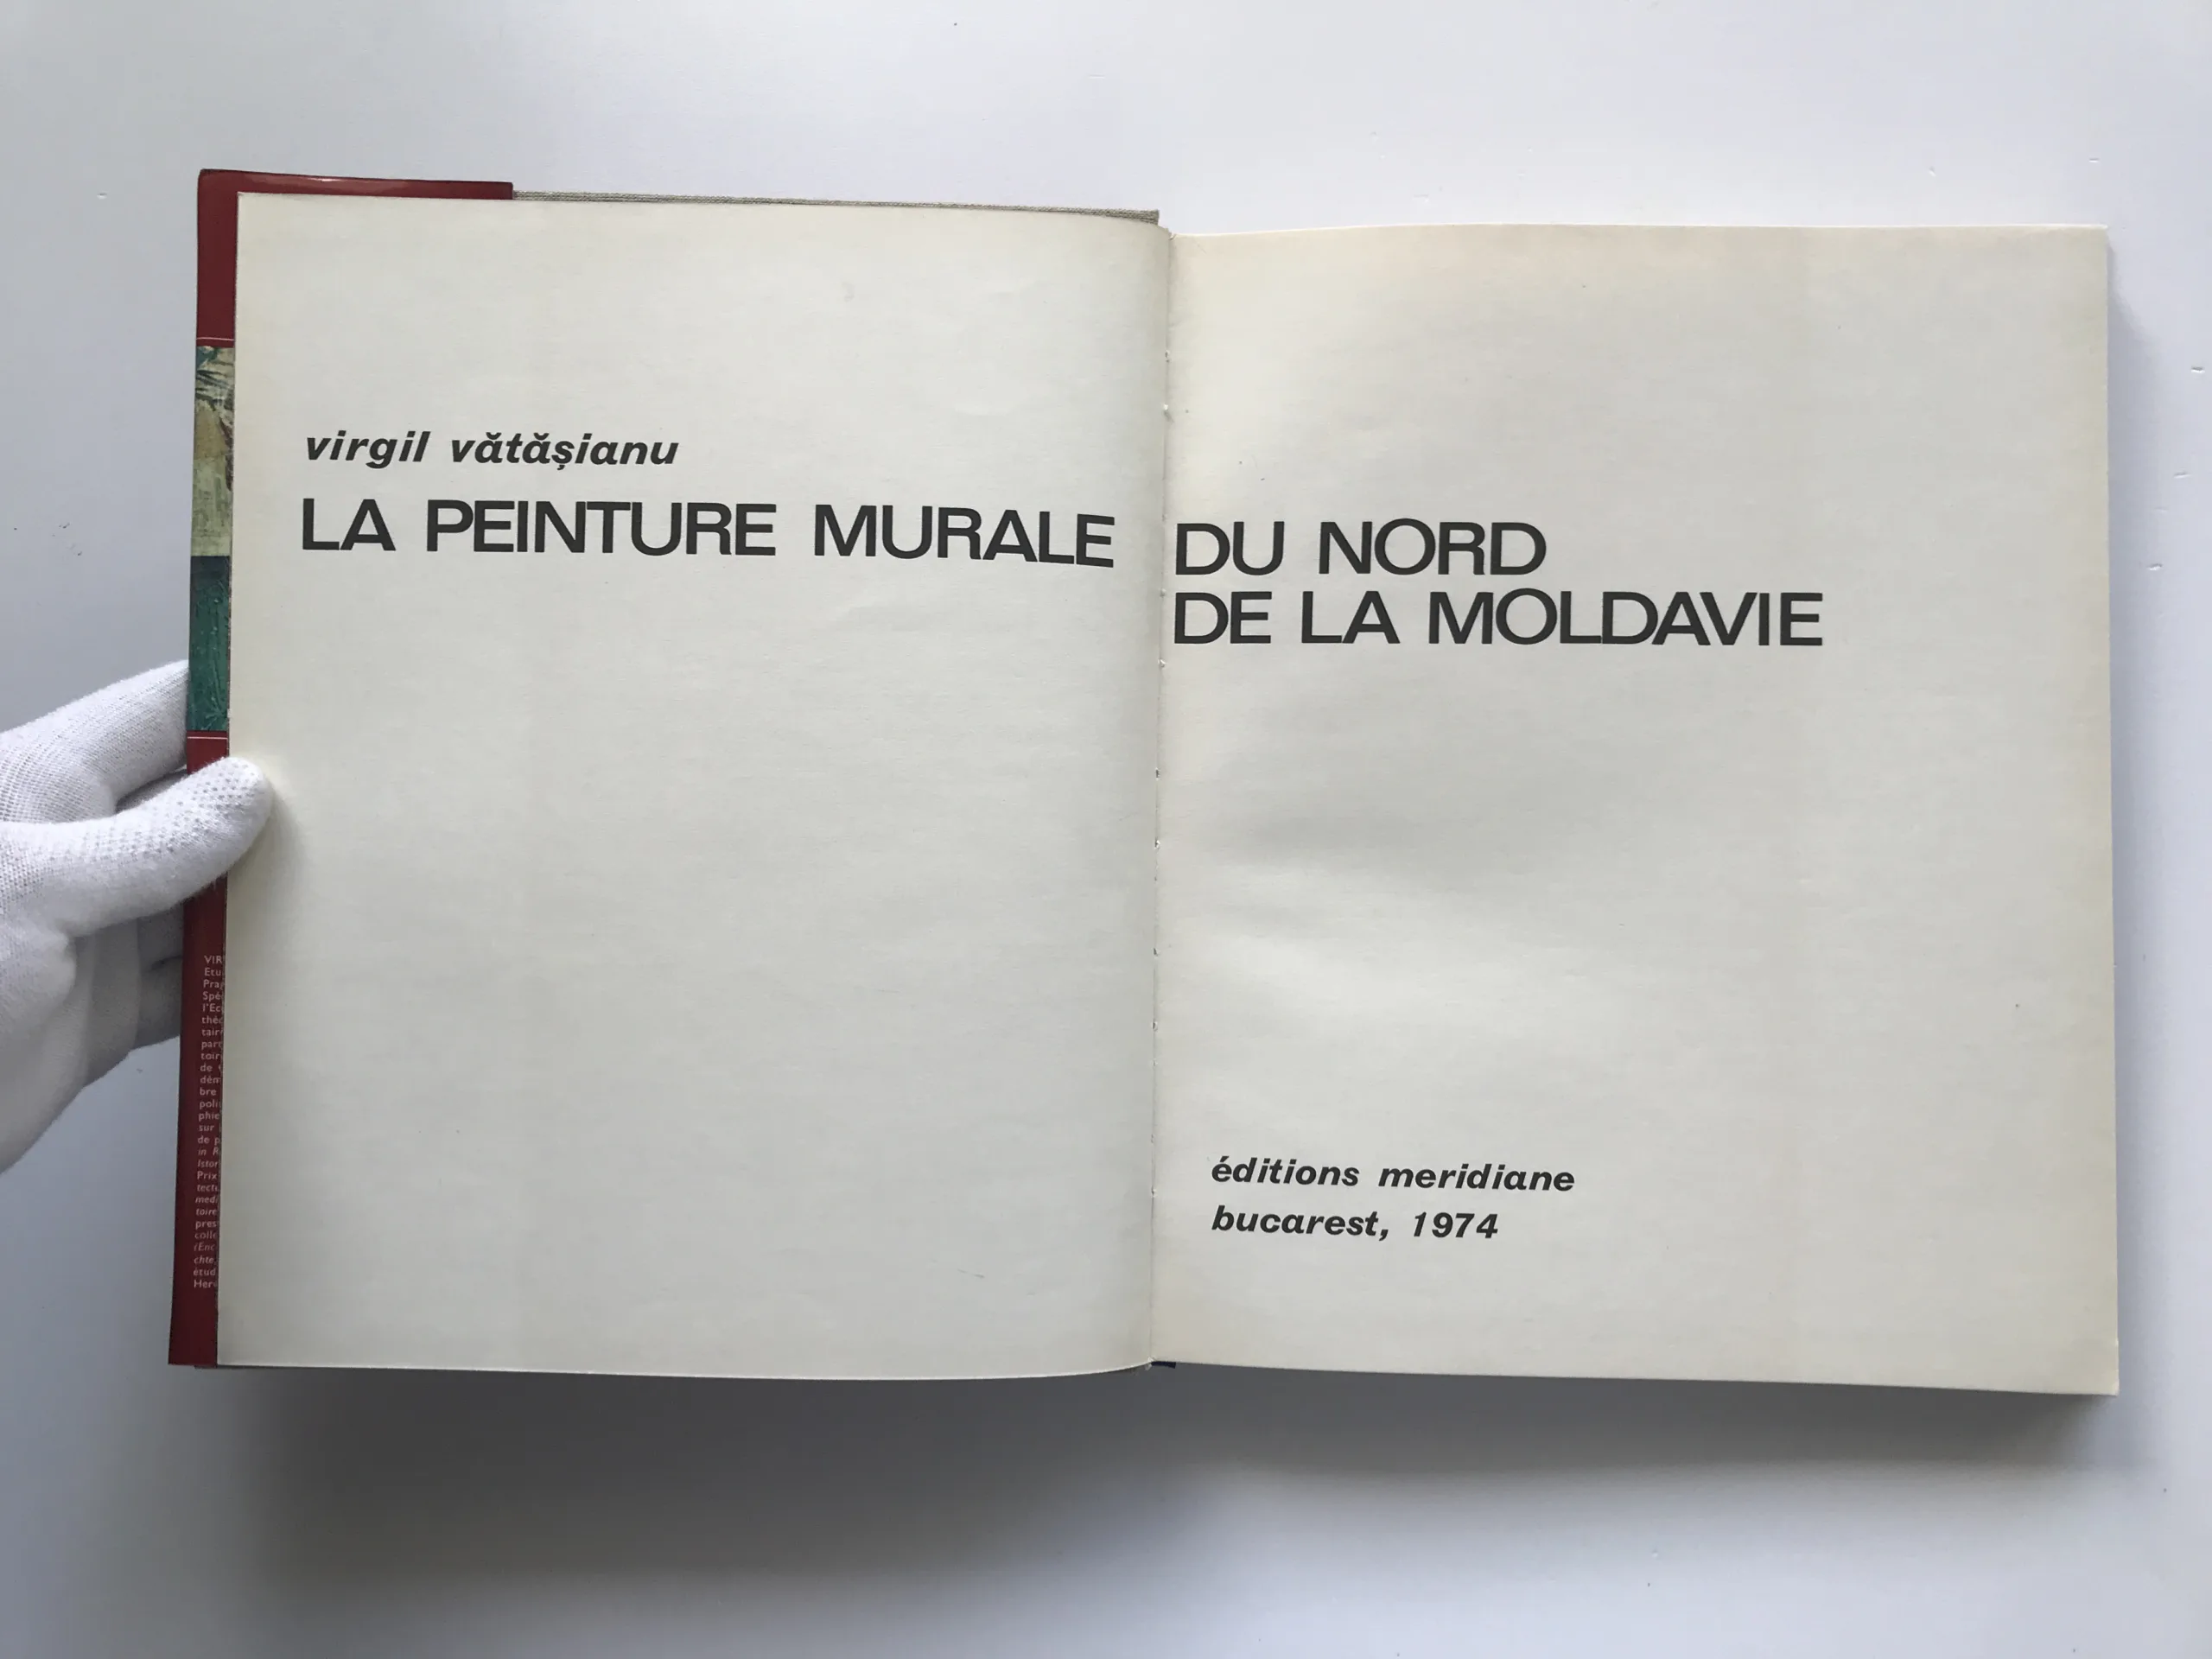 virgil vătășianu
LA PEINTURE MURALE DU NORD
DE LA MOLDAVIE
éditions meridiane
bucarest, 1974